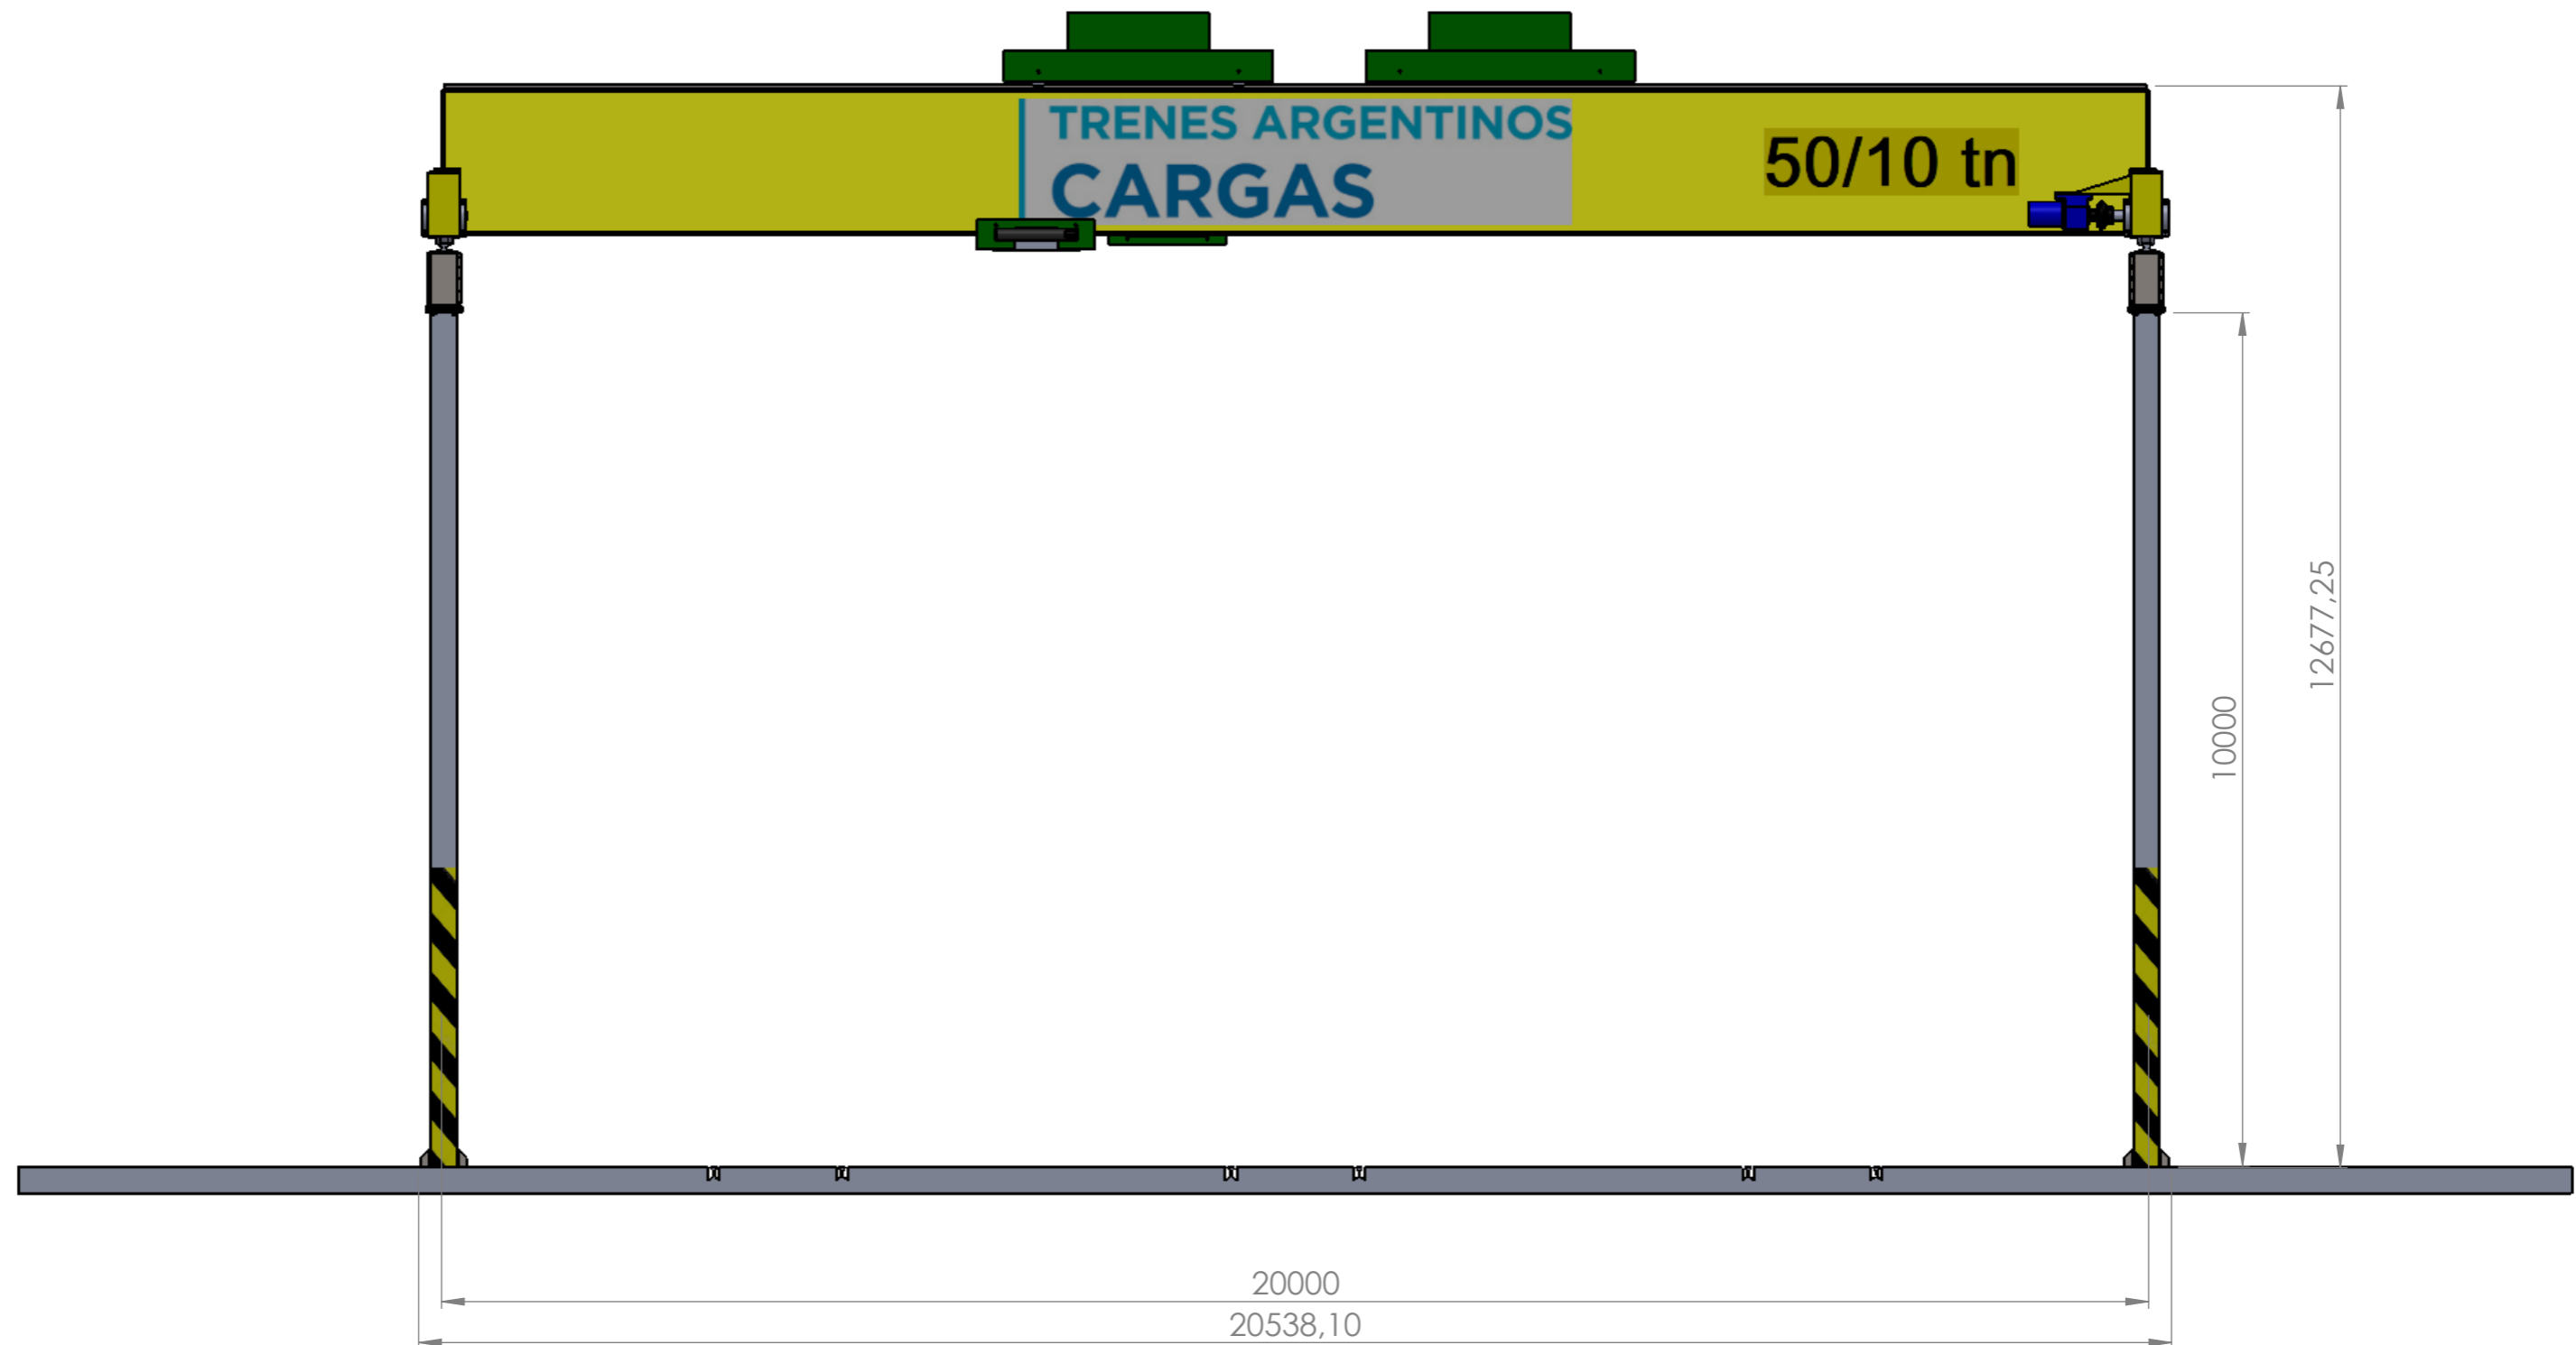 TRENES ARGENTINOS
CARGAS
50/10 tn
12677,25
10000
20000
20538,10